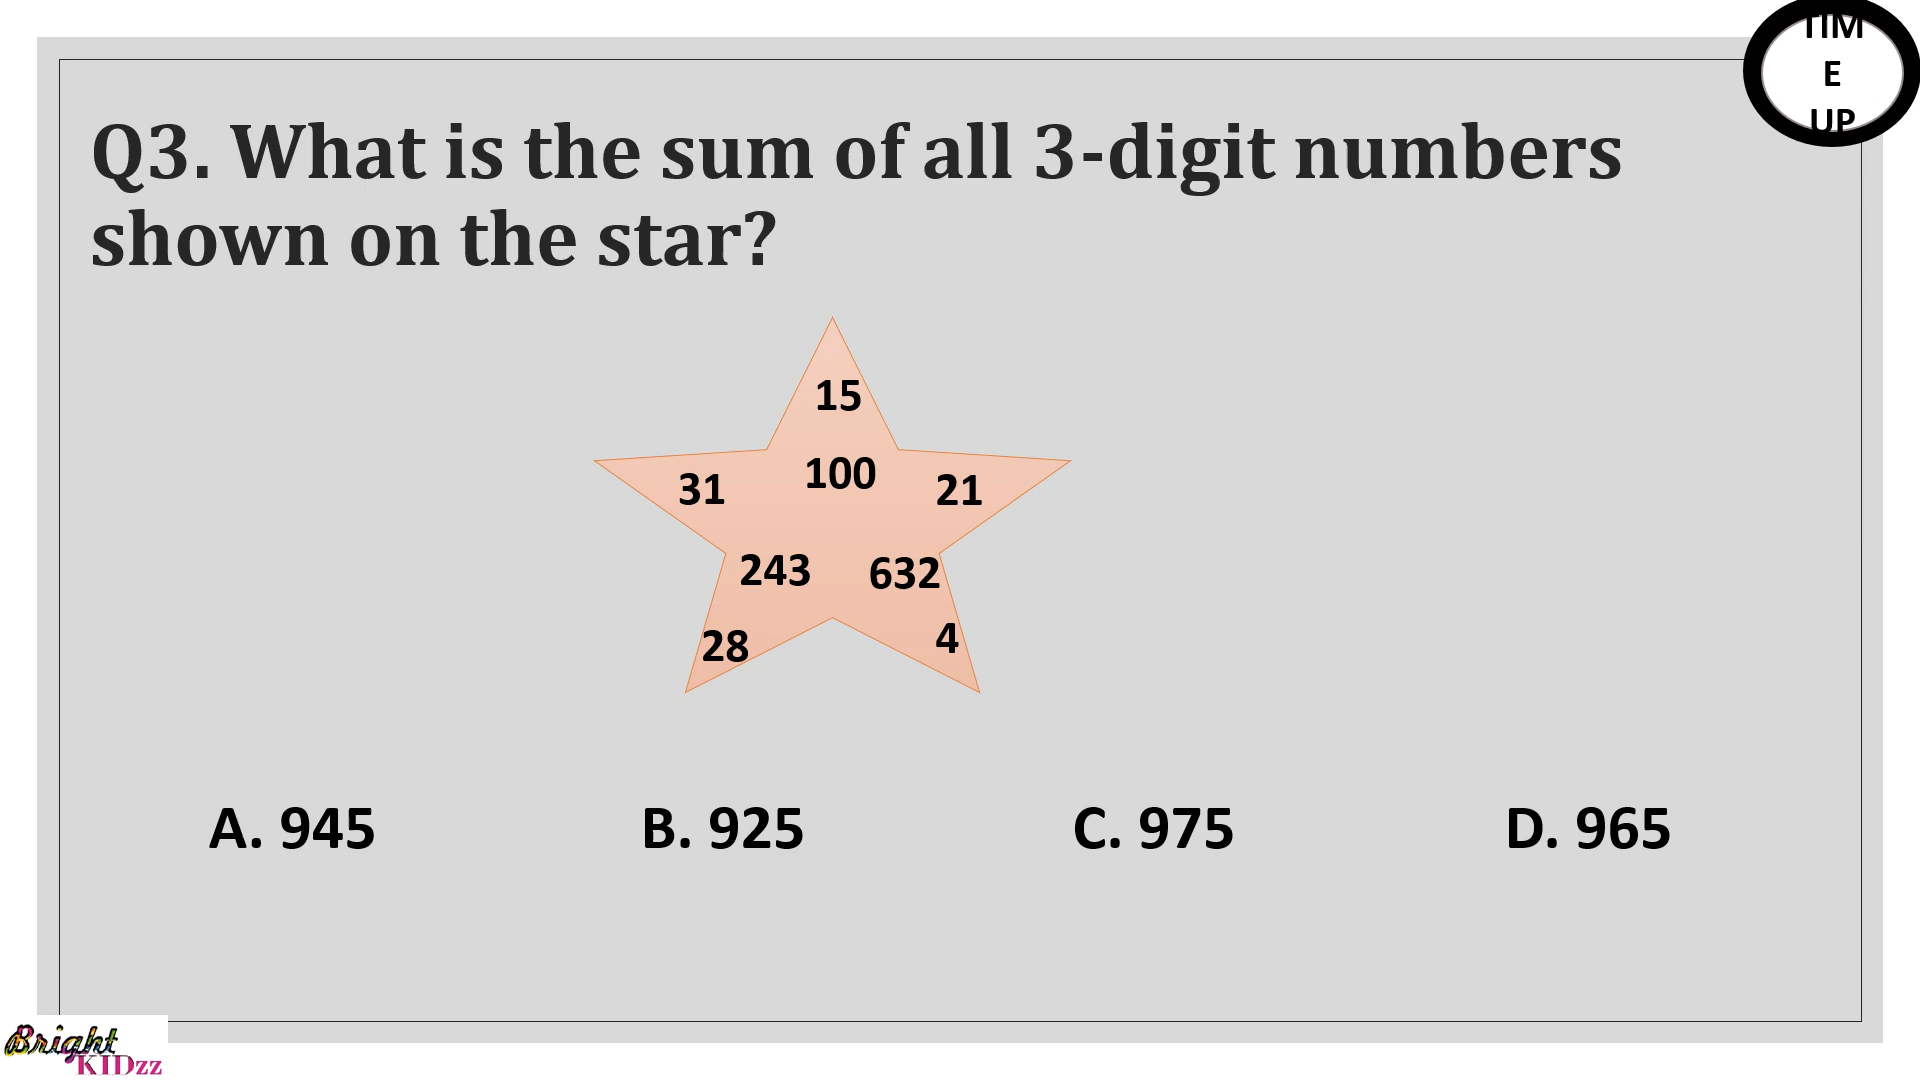 TIM
E
UP
Q3. What is the sum of all 3-digit numbers
shown on the star?
15
31
100
21
243
632
28
4
A. 945
B. 925
C. 975
D. 965
Bright
KIDzz